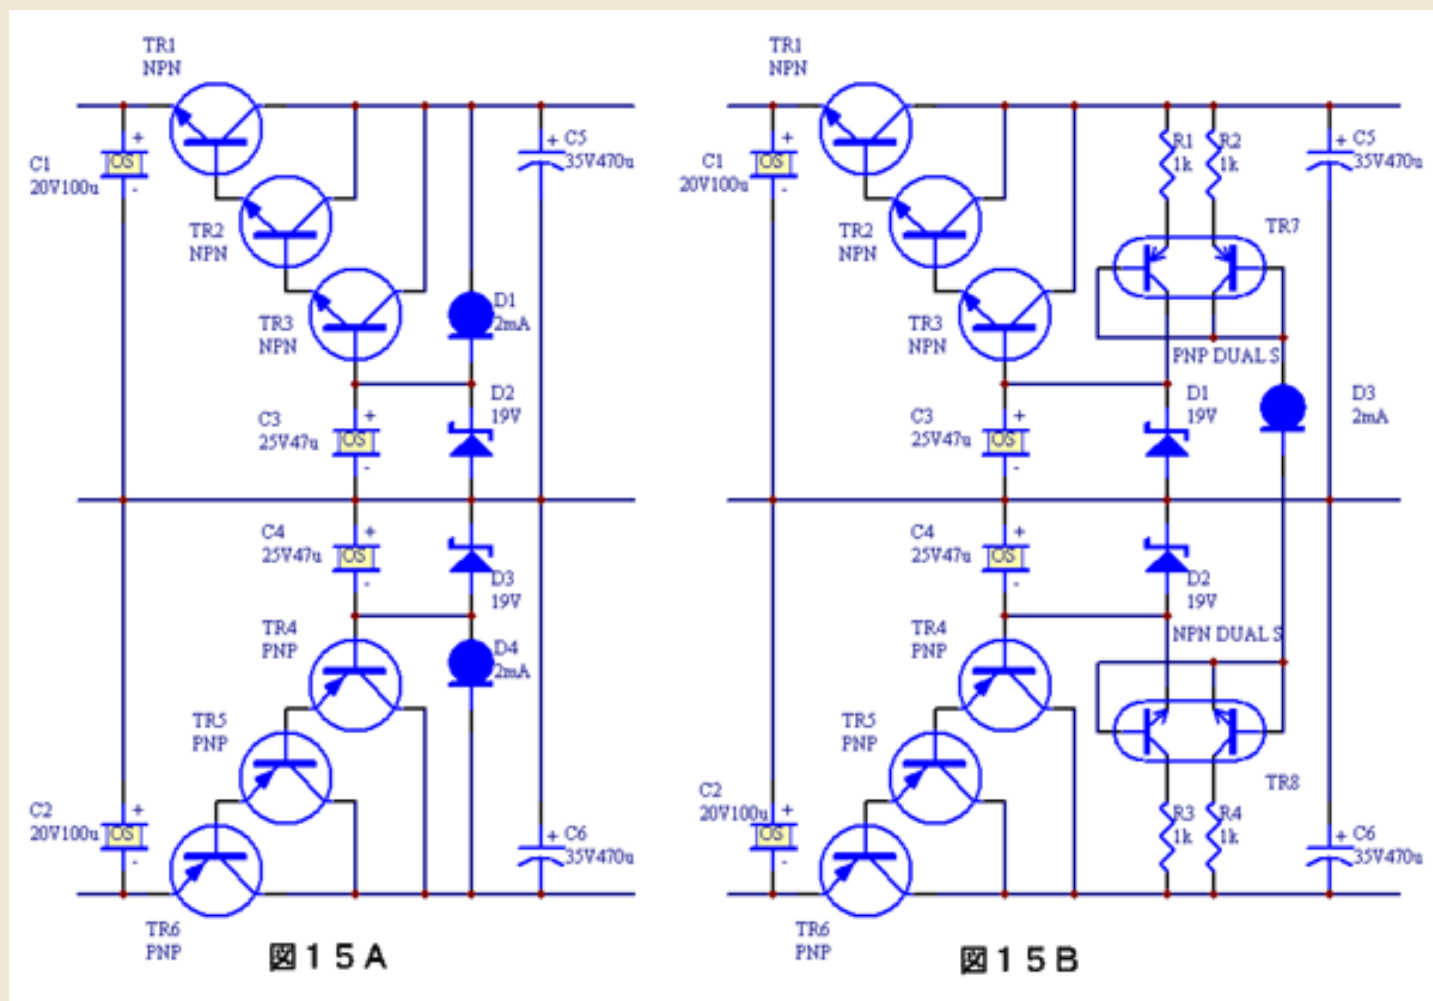 TR1
NPN
C1
20V100u
+
OS
-
TR2
NPN
TR3
NPN
D1
2mA
+ C5
35V470u
D2
19V
C3
25V47u
+
OS
-
C4
25V47u
+
OS
-
D3
19V
TR4
PNP
D4
2mA
TR5
PNP
C2
20V100u
+
OS
-
+ C6
35V470u
TR6
PNP
図15A
TR1
NPN
C1
20V100u
+
OS
-
R1
1k
R2
1k
+ C5
35V470u
TR2
NPN
TR7
TR3
NPN
PNP DUAL S
D1
19V
D3
2mA
C3
25V47u
+
OS
-
C4
25V47u
+
OS
-
D2
19V
TR4
PNP
NPN DUAL S
TR5
PNP
TR8
C2
20V100u
+
OS
-
R3
1k
R4
1k
+ C6
35V470u
TR6
PNP
図15B